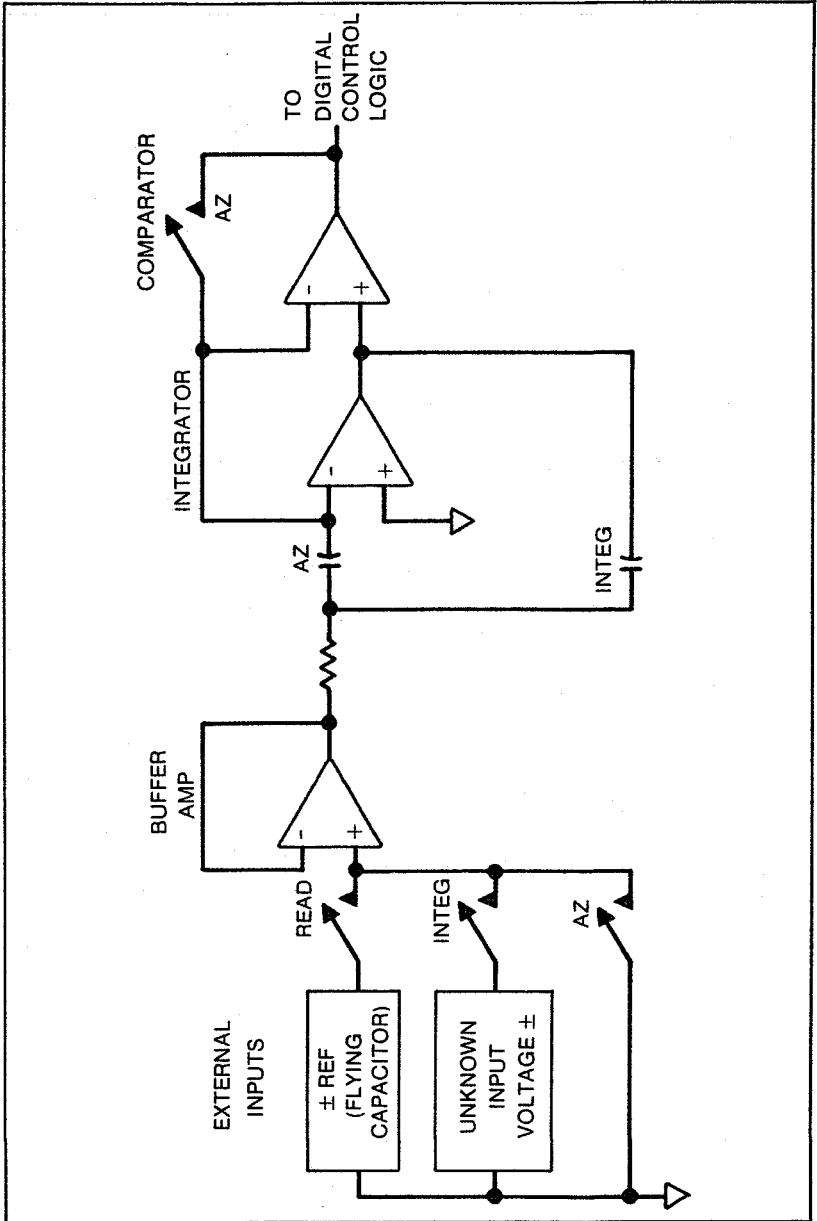 EXTERNAL
INPUTS
± REF
(FLYING
CAPACITOR)
UNKNOWN
INPUT
VOLTAGE ±
READ
INTEG
AZ
BUFFER
AMP
-
+
AZ
INTEG
INTEGRATOR
-
+
COMPARATOR
AZ
-
+
TO
DIGITAL
CONTROL
LOGIC